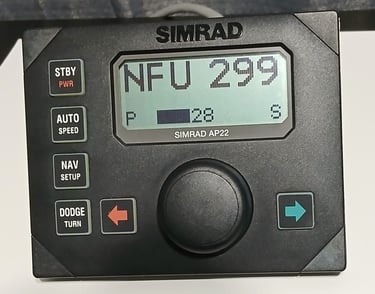 SIMRAD
NFU 299
P 28 S
SIMRAD AP22
STBY
PWR
AUTO
SPEED
NAV
SETUP
DODGE
TURN